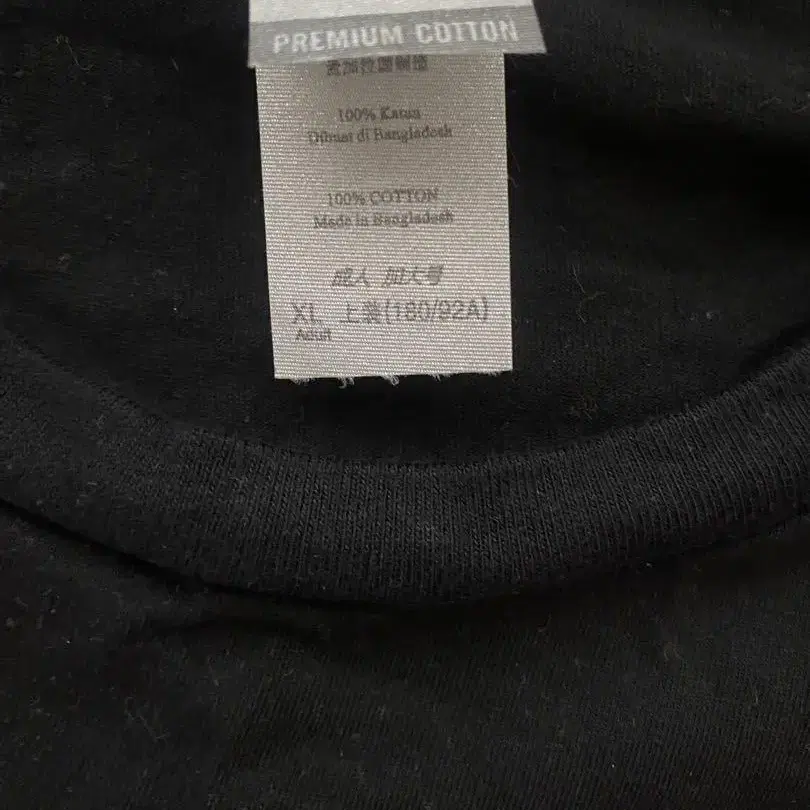 PREMIUM COTTON
孟加拉國制造
100% Katun
Dibuat di Bangladesh
100% COTTON
Made in Bangladesh
成人 加大号
XL 上装(180/92A)
Adult